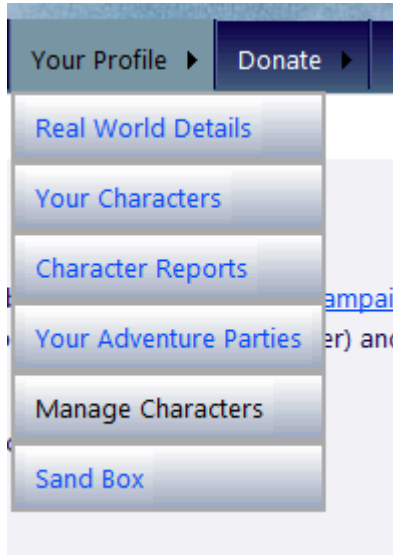 Your Profile Donate
Real World Details
Your Characters
Character Reports
Your Adventure Parties
Manage Characters
Sand Box